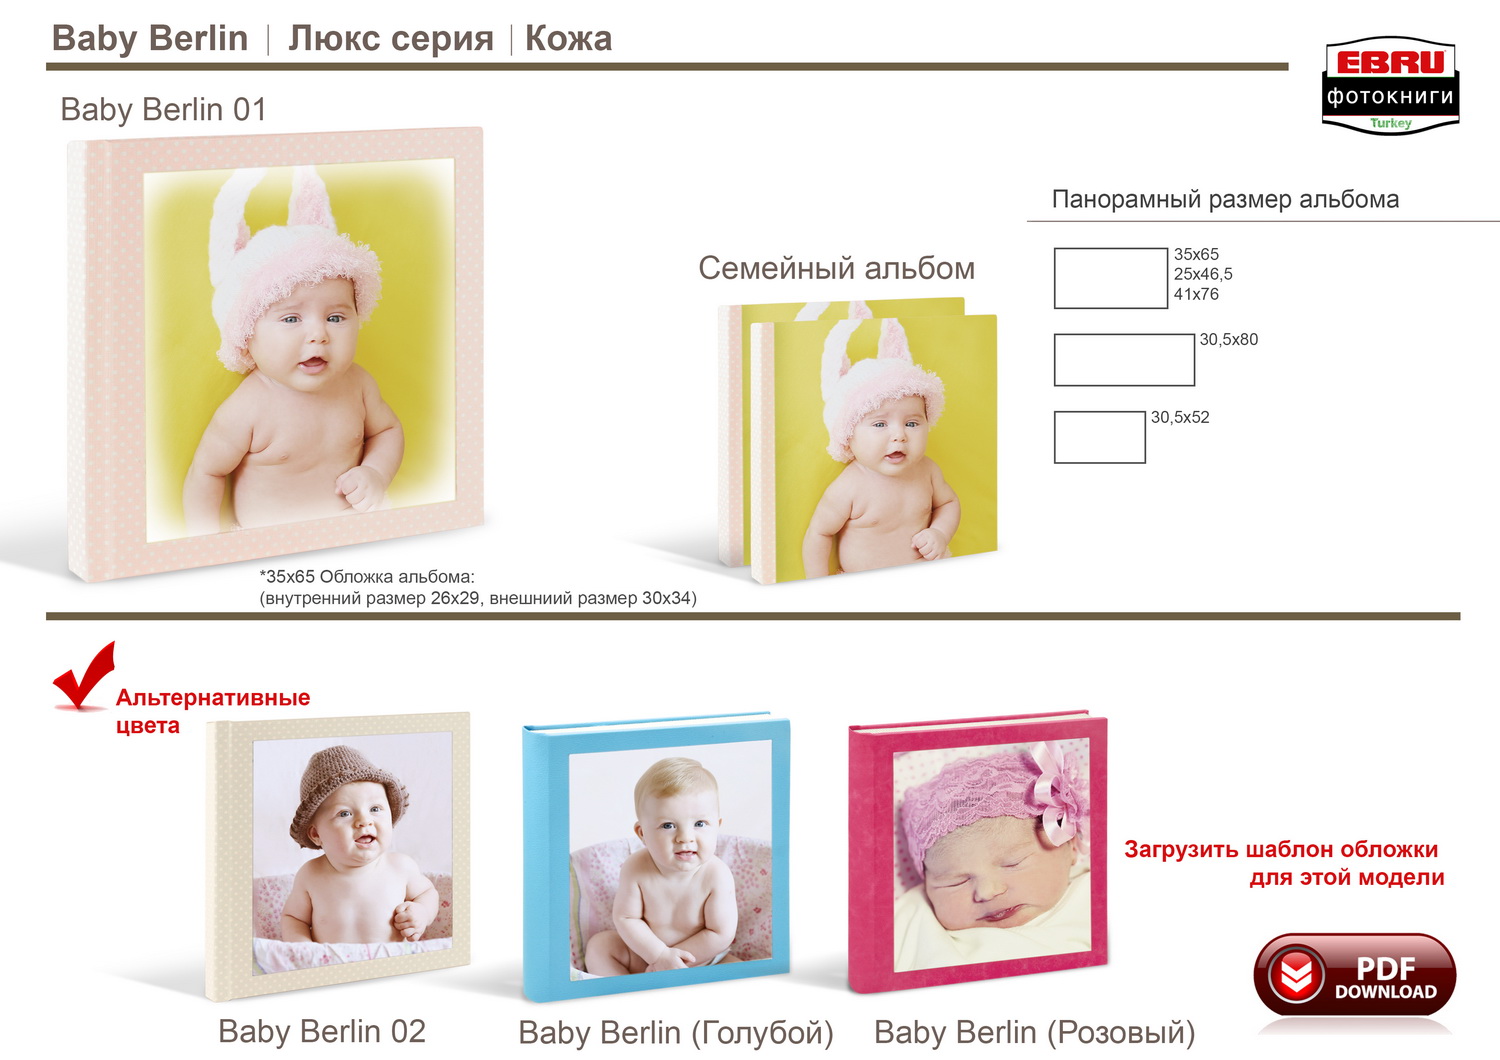 Baby Berlin | Люкс серия | Кожа
EBRU
фотокниги
Turkey
Baby Berlin 01
Панорамный размер альбома
35x65
25x46,5
41x76
30,5x80
30,5x52
Семейный альбом
*35x65 Обложка альбома:
(внутренний размер 26x29, внешниий размер 30x34)
Альтернативные
цвета
Загрузить шаблон обложки
для этой модели
PDF
DOWNLOAD
Baby Berlin 02
Baby Berlin (Голубой)
Baby Berlin (Розовый)